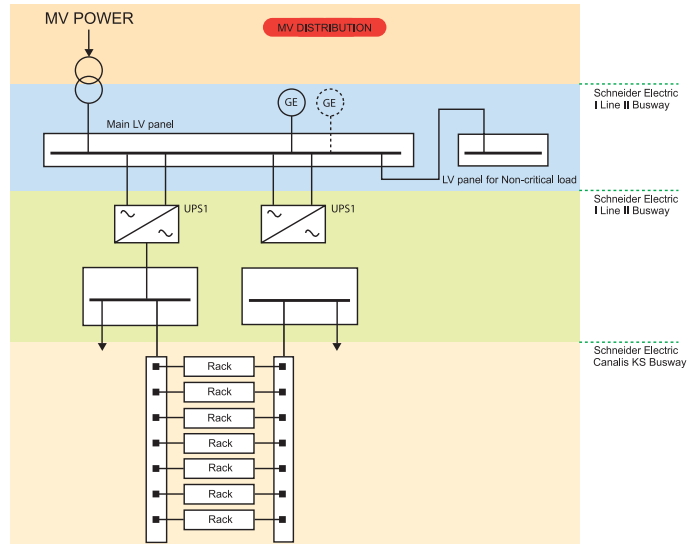 MV POWER
MV DISTRIBUTION
Schneider Electric
I Line II Busway
GE
GE
Main LV panel
LV panel for Non-critical load
Schneider Electric
I Line II Busway
UPS1
UPS1
Schneider Electric
Canalis KS Busway
Rack
Rack
Rack
Rack
Rack
Rack
Rack